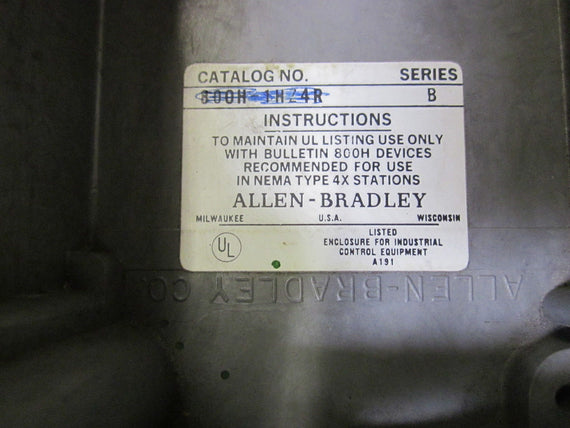 CATALOG NO. SERIES
800H-1HZ4R B
INSTRUCTIONS
TO MAINTAIN UL LISTING USE ONLY
WITH BULLETIN 800H DEVICES
RECOMMENDED FOR USE
IN NEMA TYPE 4X STATIONS
ALLEN-BRADLEY
MILWAUKEE U.S.A. WISCONSIN
UL
LISTED
ENCLOSURE FOR INDUSTRIAL
CONTROL EQUIPMENT
A191
ALLEN-BRADLEY CO.